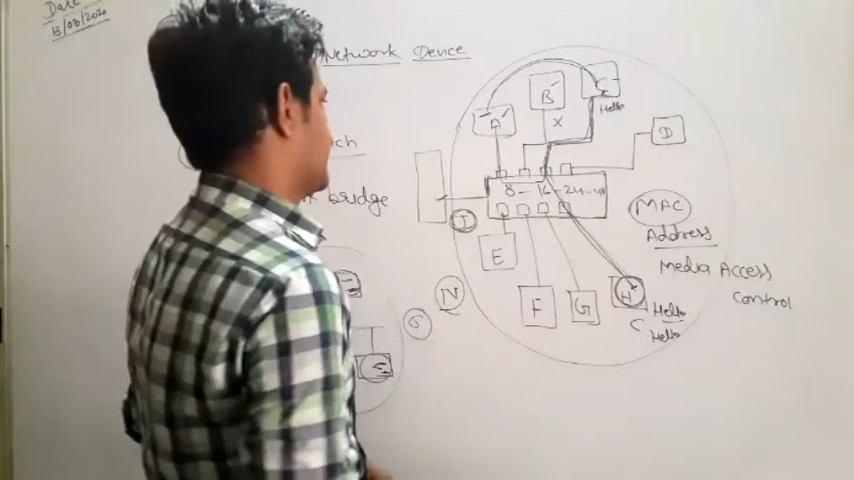 Date
13/08/2020
Network Device
bridge
A
B
C
Hello
X
D
8-16-24-48
I
MAC
Address
Media Access
Control
E
F
G
H
Hello
C
Hello
N